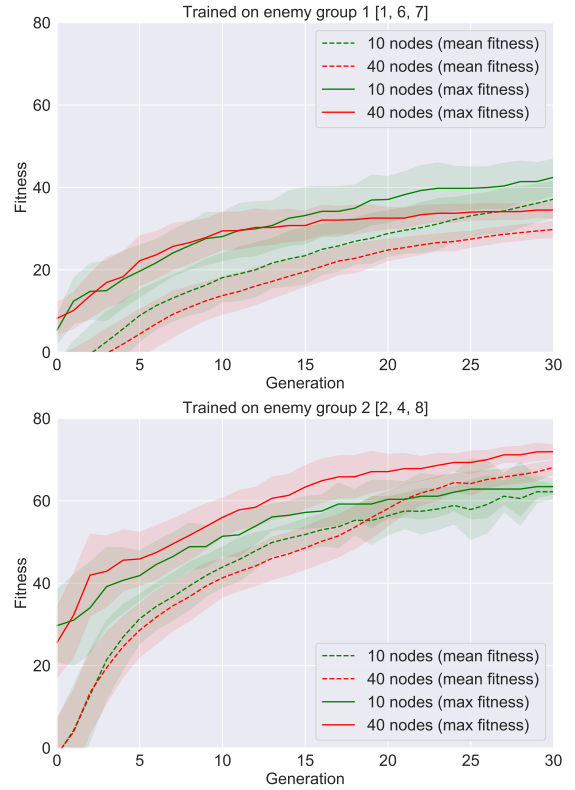 Trained on enemy group 1 [1, 6, 7]
80
60
40
20
0
Fitness
10 nodes (mean fitness)
40 nodes (mean fitness)
10 nodes (max fitness)
40 nodes (max fitness)
0 5 10 15 20 25 30
Generation
Trained on enemy group 2 [2, 4, 8]
80
60
40
20
0
Fitness
10 nodes (mean fitness)
40 nodes (mean fitness)
10 nodes (max fitness)
40 nodes (max fitness)
0 5 10 15 20 25 30
Generation